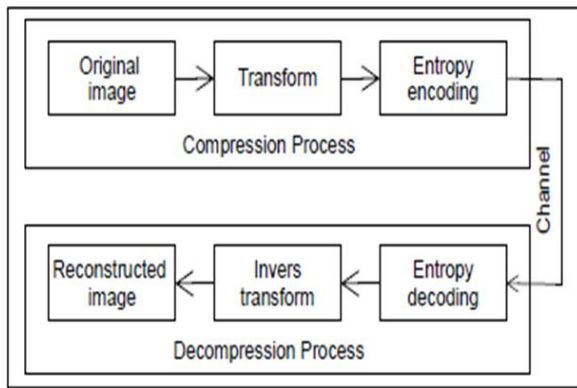 Original
image
Transform
Entropy
encoding
Compression Process
Channel
Reconstructed
image
Invers
transform
Entropy
decoding
Decompression Process